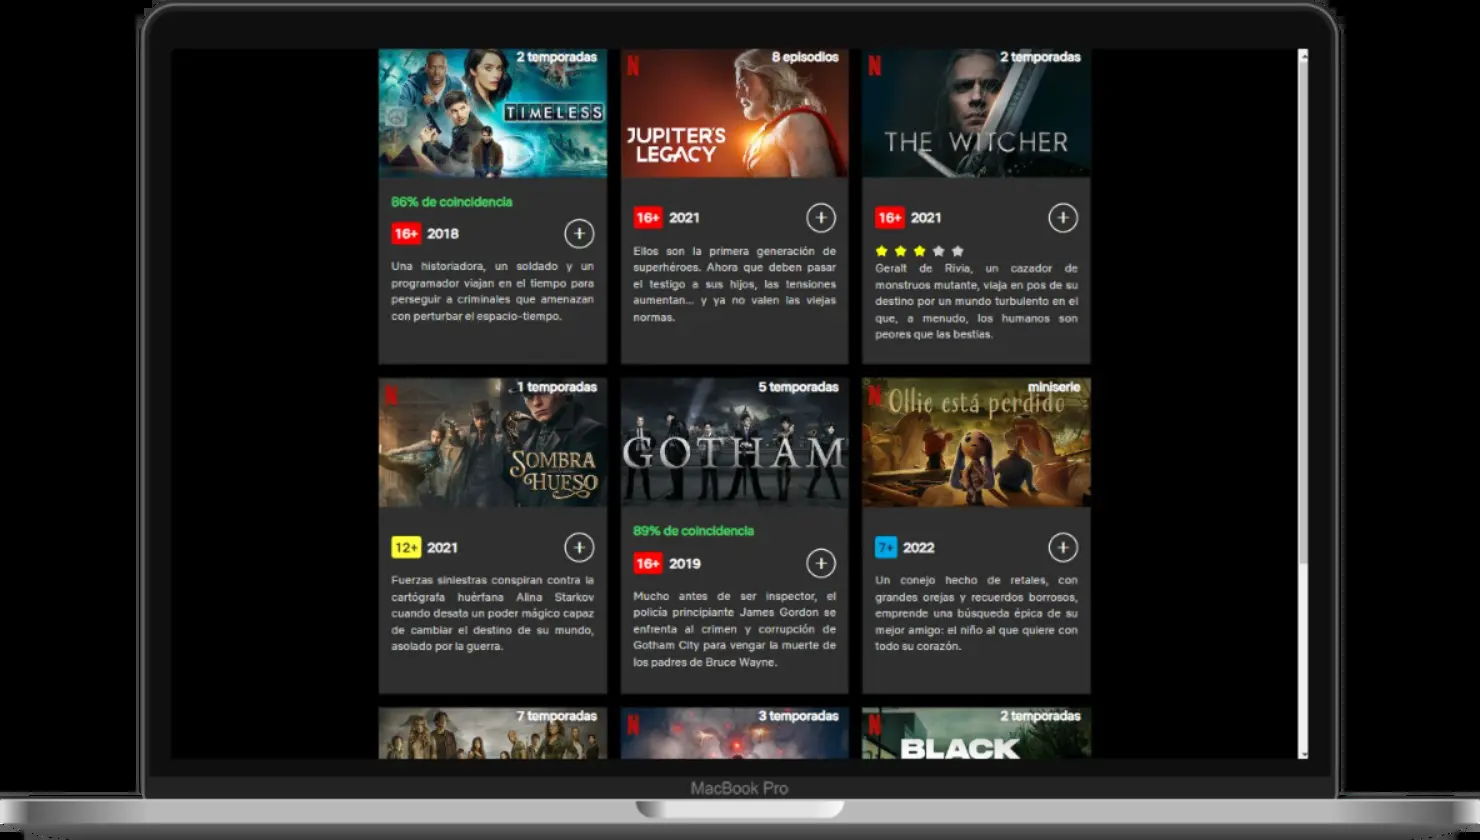 2 temporadas
TIMELESS
86% de coincidencia
16+ 2018
Una historiadora, un soldado y un
programador viajan en el tiempo para
perseguir a criminales que amenazan
con perturbar el espacio-tiempo.
N
8 episodios
JUPITER'S
LEGACY
16+ 2021
Ellos son la primera generación de
superhéroes. Ahora que deben pasar
el testigo a sus hijos, las tensiones
aumentan... y ya no valen las viejas
normas.
N
2 temporadas
THE WITCHER
16+ 2021
Geralt de Rivia, un cazador de
monstruos mutante, viaja en pos de su
destino por un mundo turbulento en el
que, a menudo, los humanos son
peores que las bestias.
N
1 temporadas
SOMBRA
Y HUESO
12+ 2021
Fuerzas siniestras conspiran contra la
cartógrafa huérfana Alina Starkov
cuando desata un poder mágico capaz
de cambiar el destino de su mundo,
asolado por la guerra.
5 temporadas
GOTHAM
89% de coincidencia
16+ 2019
Mucho antes de ser inspector, el
policía principiante James Gordon se
enfrenta al crimen y corrupción de
Gotham City para vengar la muerte de
los padres de Bruce Wayne.
N
miniserie
Ollie está perdido
7+ 2022
Un conejo hecho de retales, con
grandes orejas y recuerdos borrosos,
emprende una búsqueda épica de su
mejor amigo: el niño al que quiere con
todo su corazón.
7 temporadas
N
3 temporadas
N
2 temporadas
BLACK
MacBook Pro